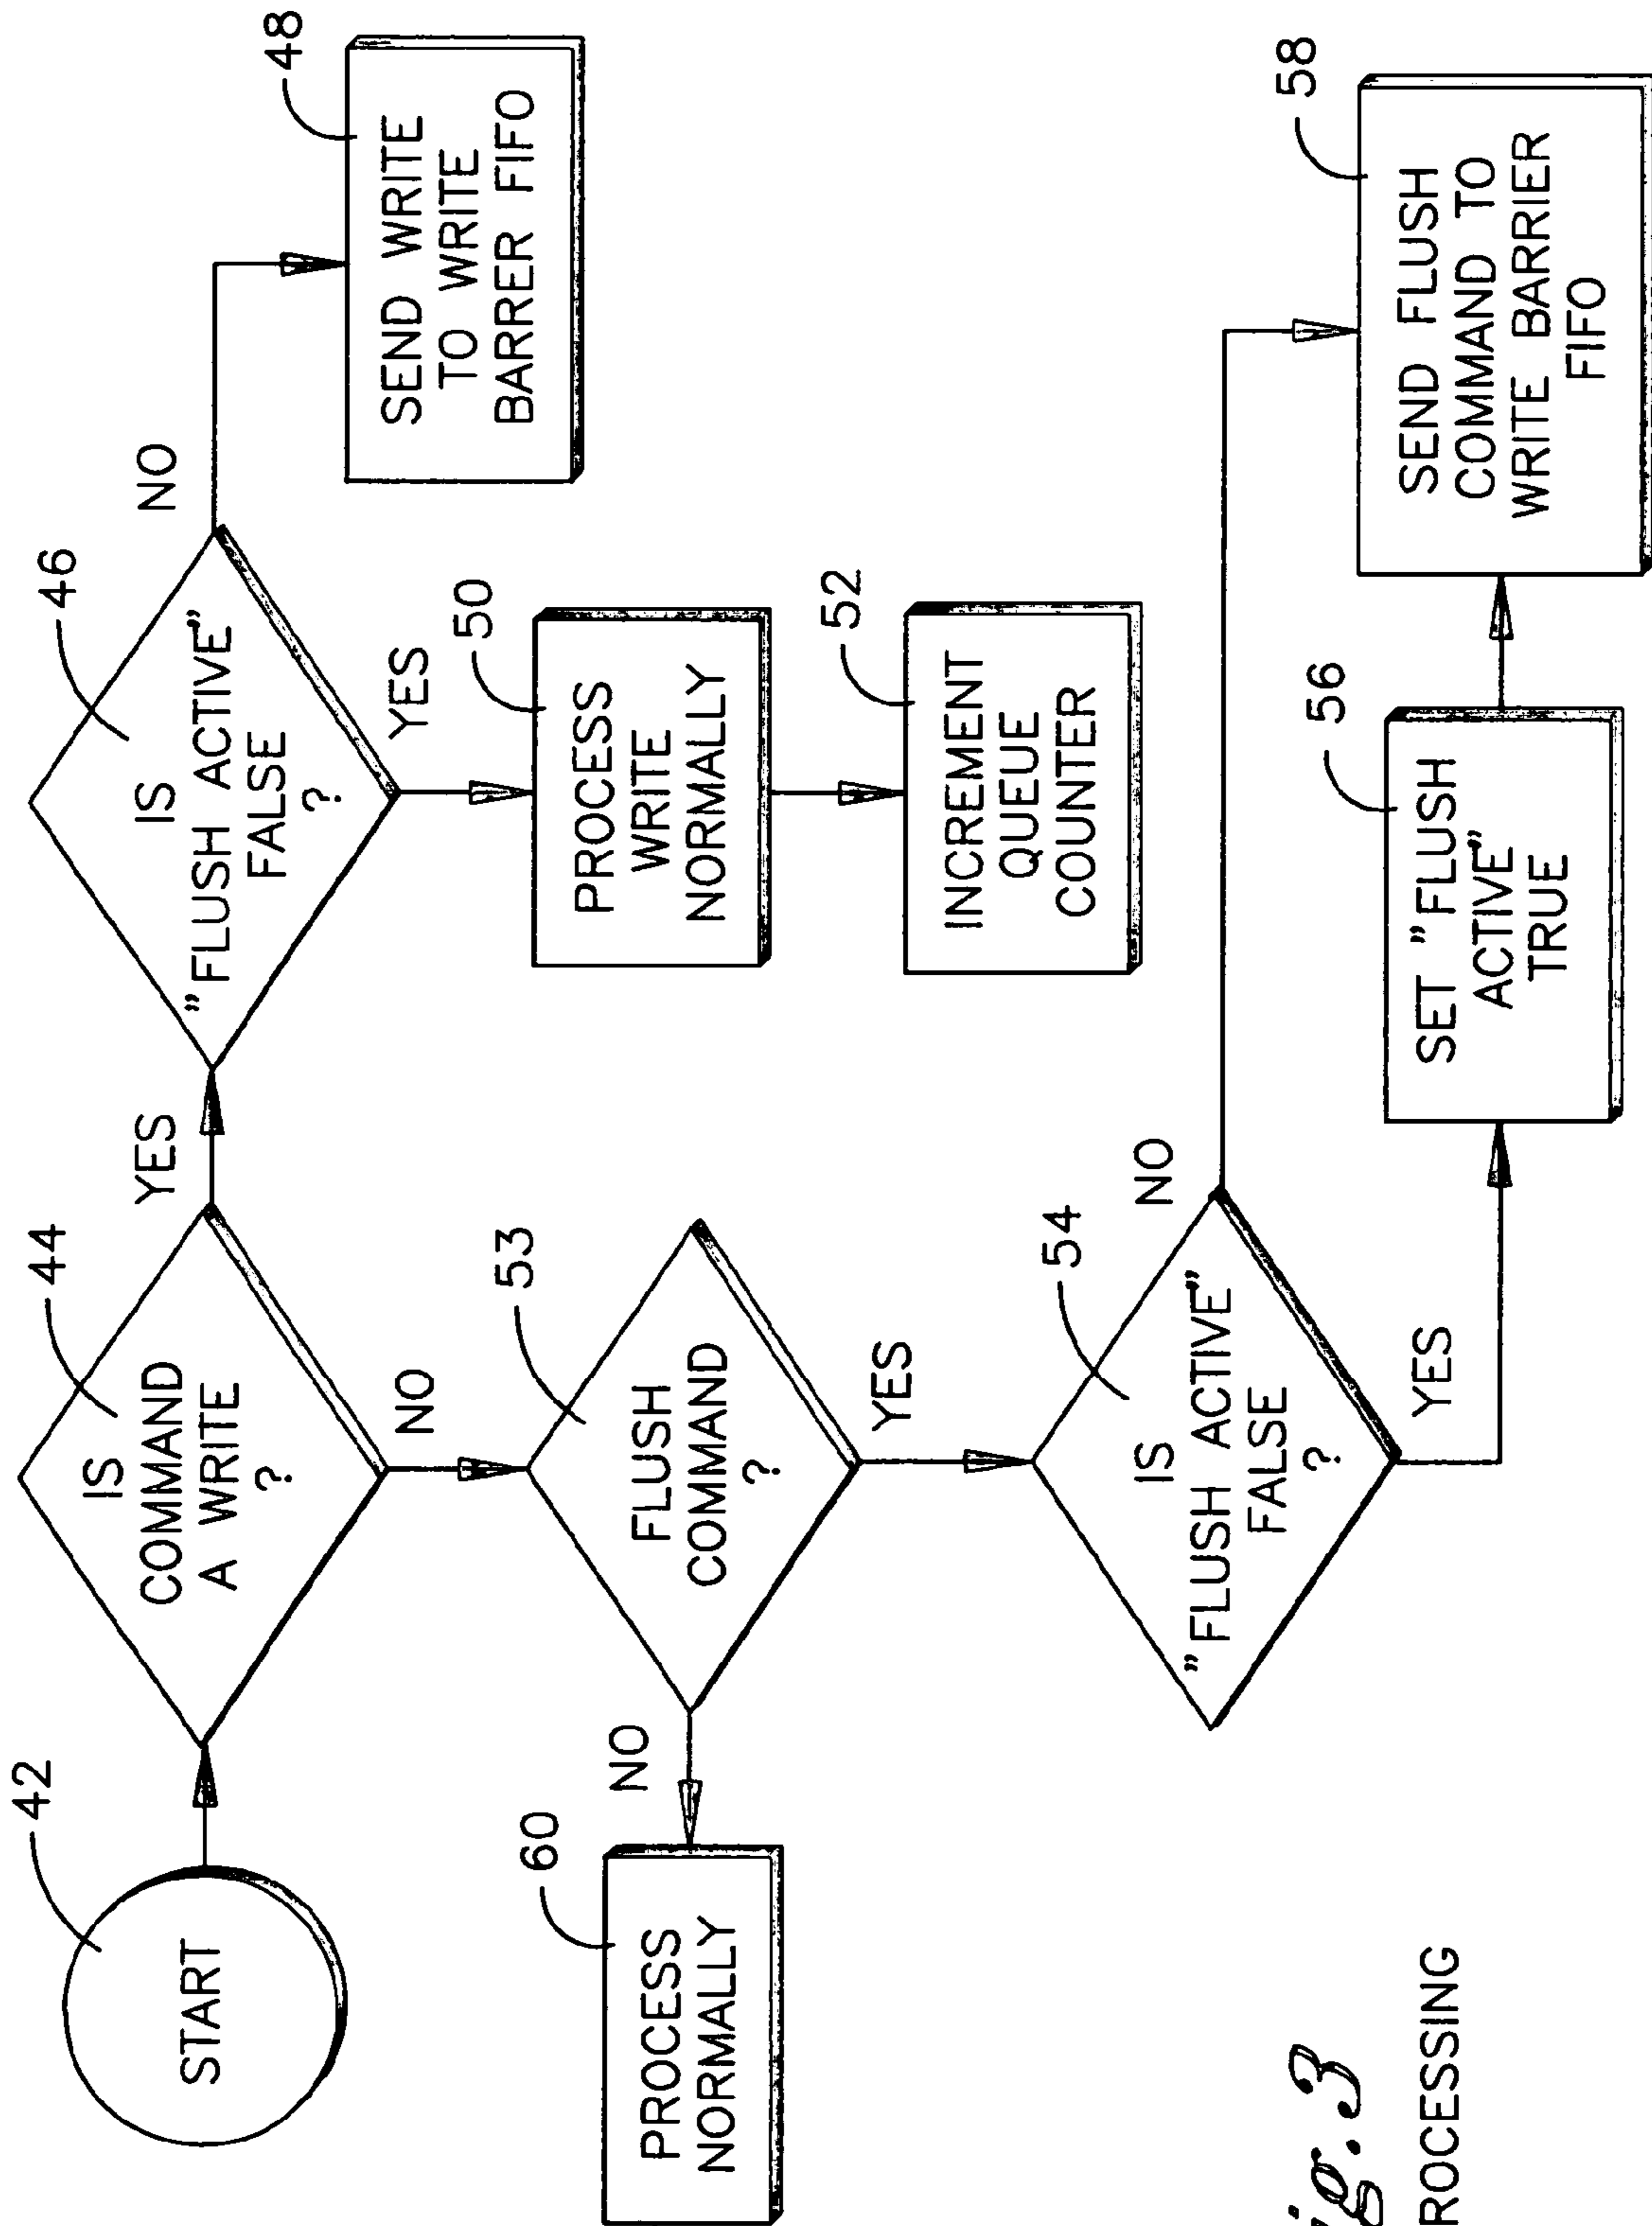 42
START
44
IS
COMMAND
A WRITE
?
YES
46
IS
"FLUSH ACTIVE"
FALSE
?
NO
48
SEND WRITE
TO WRITE
BARRER FIFO
YES
50
PROCESS
WRITE
NORMALLY
52
INCREMENT
QUEUE
COUNTER
NO
53
FLUSH
COMMAND
?
NO
60
PROCESS
NORMALLY
YES
54
IS
"FLUSH ACTIVE"
FALSE
?
NO
YES
56
SET "FLUSH
ACTIVE"
TRUE
58
SEND FLUSH
COMMAND TO
WRITE BARRIER
FIFO
ig.3
ROCESSING